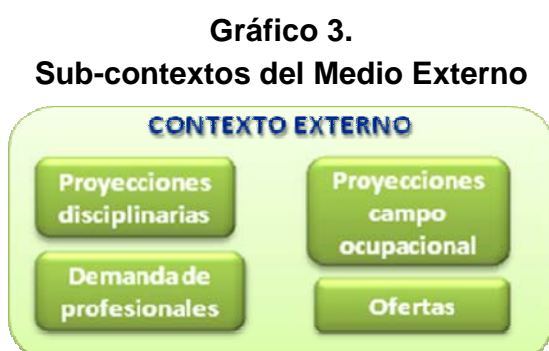 Gráfico 3.
Sub-contextos del Medio Externo
CONTEXTO EXTERNO
Proyecciones
disciplinarias
Proyecciones
campo
ocupacional
Demanda de
profesionales
Ofertas